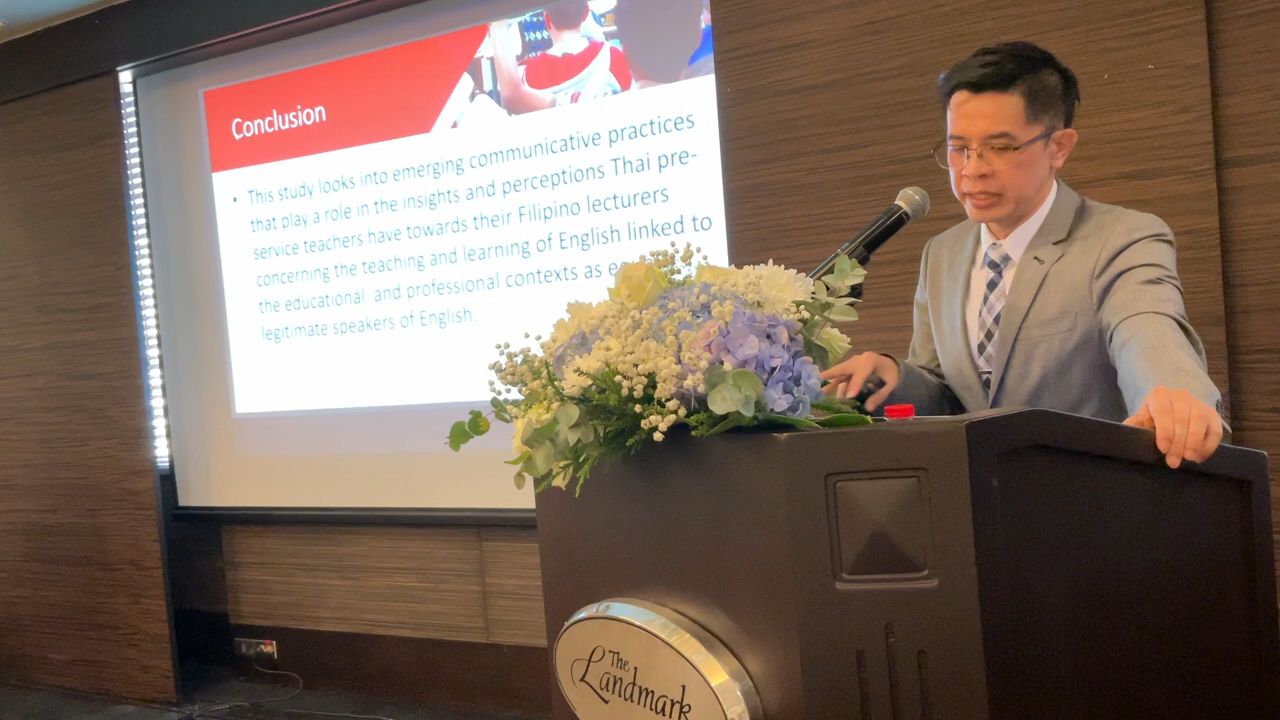 Conclusion
• This study looks into emerging communicative practices
that play a role in the insights and perceptions Thai pre-
service teachers have towards their Filipino lecturers
concerning the teaching and learning of English linked to
the educational and professional contexts as
legitimate speakers of English.
The
Landmark